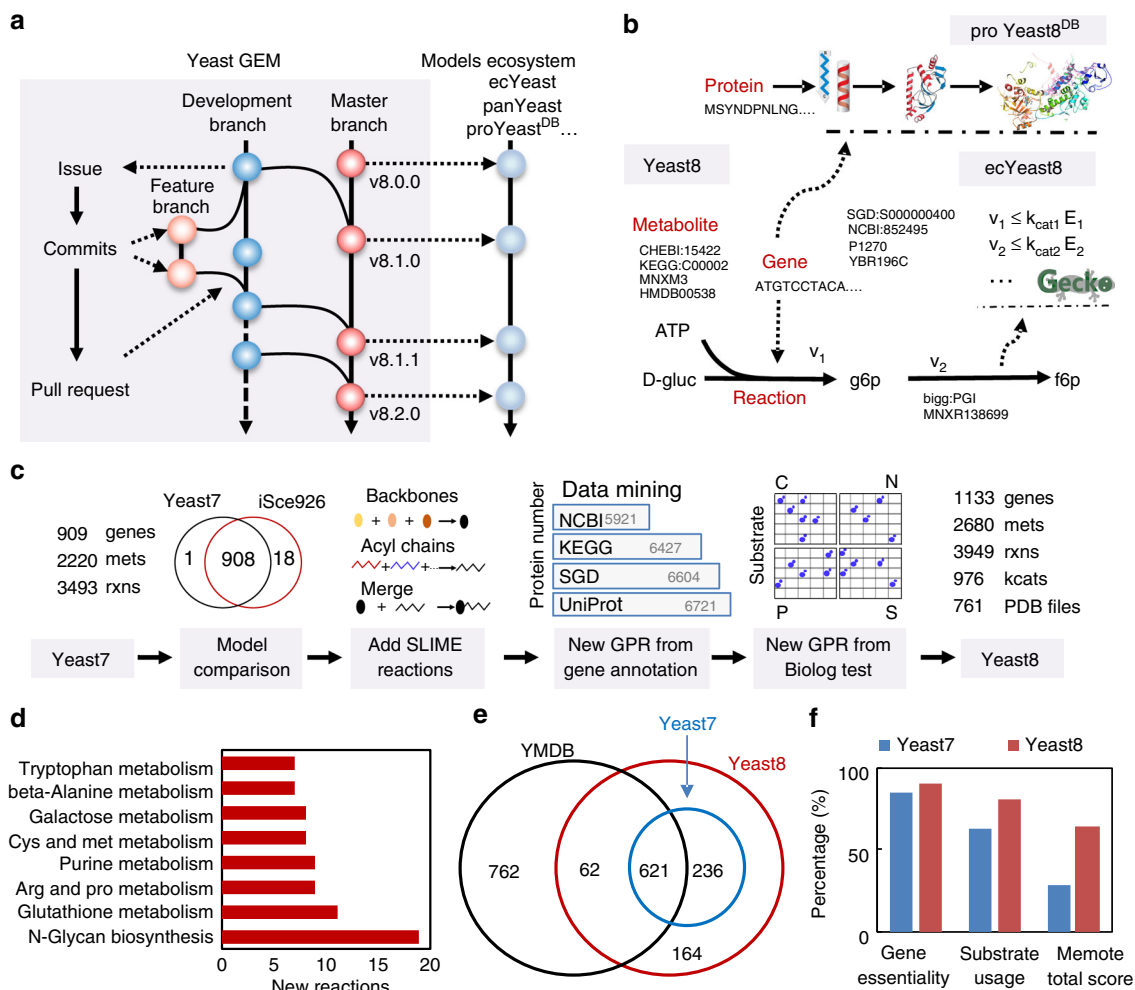 a
Yeast GEM
Models ecosystem
ecYeast
panYeast
proYeastDB…
Development
branch
Master
branch
Issue
Feature
branch
Commits
Pull request
v8.0.0
v8.1.0
v8.1.1
v8.2.0
b
pro Yeast8DB
Protein
MSYNDPNLNG....
Yeast8
ecYeast8
Metabolite
CHEBI:15422
KEGG:C00002
MNXM3
HMDB00538
Gene
ATGTCCTACA....
SGD:S000000400
NCBI:852495
P1270
YBR196C
v1 ≤ kcat1 E1
v2 ≤ kcat2 E2
... Gecko
ATP
D-gluc
v1
Reaction
g6p
v2
bigg:PGI
MNXR138699
f6p
c
909 genes
2220 mets
3493 rxns
Yeast7
iSce926
1
908
18
Backbones
+ + +
Acyl chains
+ +...
Merge
+
Data mining
Protein number
NCBI 5921
KEGG 6427
SGD 6604
UniProt 6721
C
N
Substrate
P
S
1133 genes
2680 mets
3949 rxns
976 kcats
761 PDB files
Yeast7
Model
comparison
Add SLIME
reactions
New GPR from
gene annotation
New GPR from
Biolog test
Yeast8
d
Tryptophan metabolism
beta-Alanine metabolism
Galactose metabolism
Cys and met metabolism
Purine metabolism
Arg and pro metabolism
Glutathione metabolism
N-Glycan biosynthesis
0 5 10 15 20
New reactions
e
YMDB
Yeast7
Yeast8
762
62
621
236
164
f
Yeast7
Yeast8
Percentage (%)
100
50
0
Gene
essentiality
Substrate
usage
Memote
total score